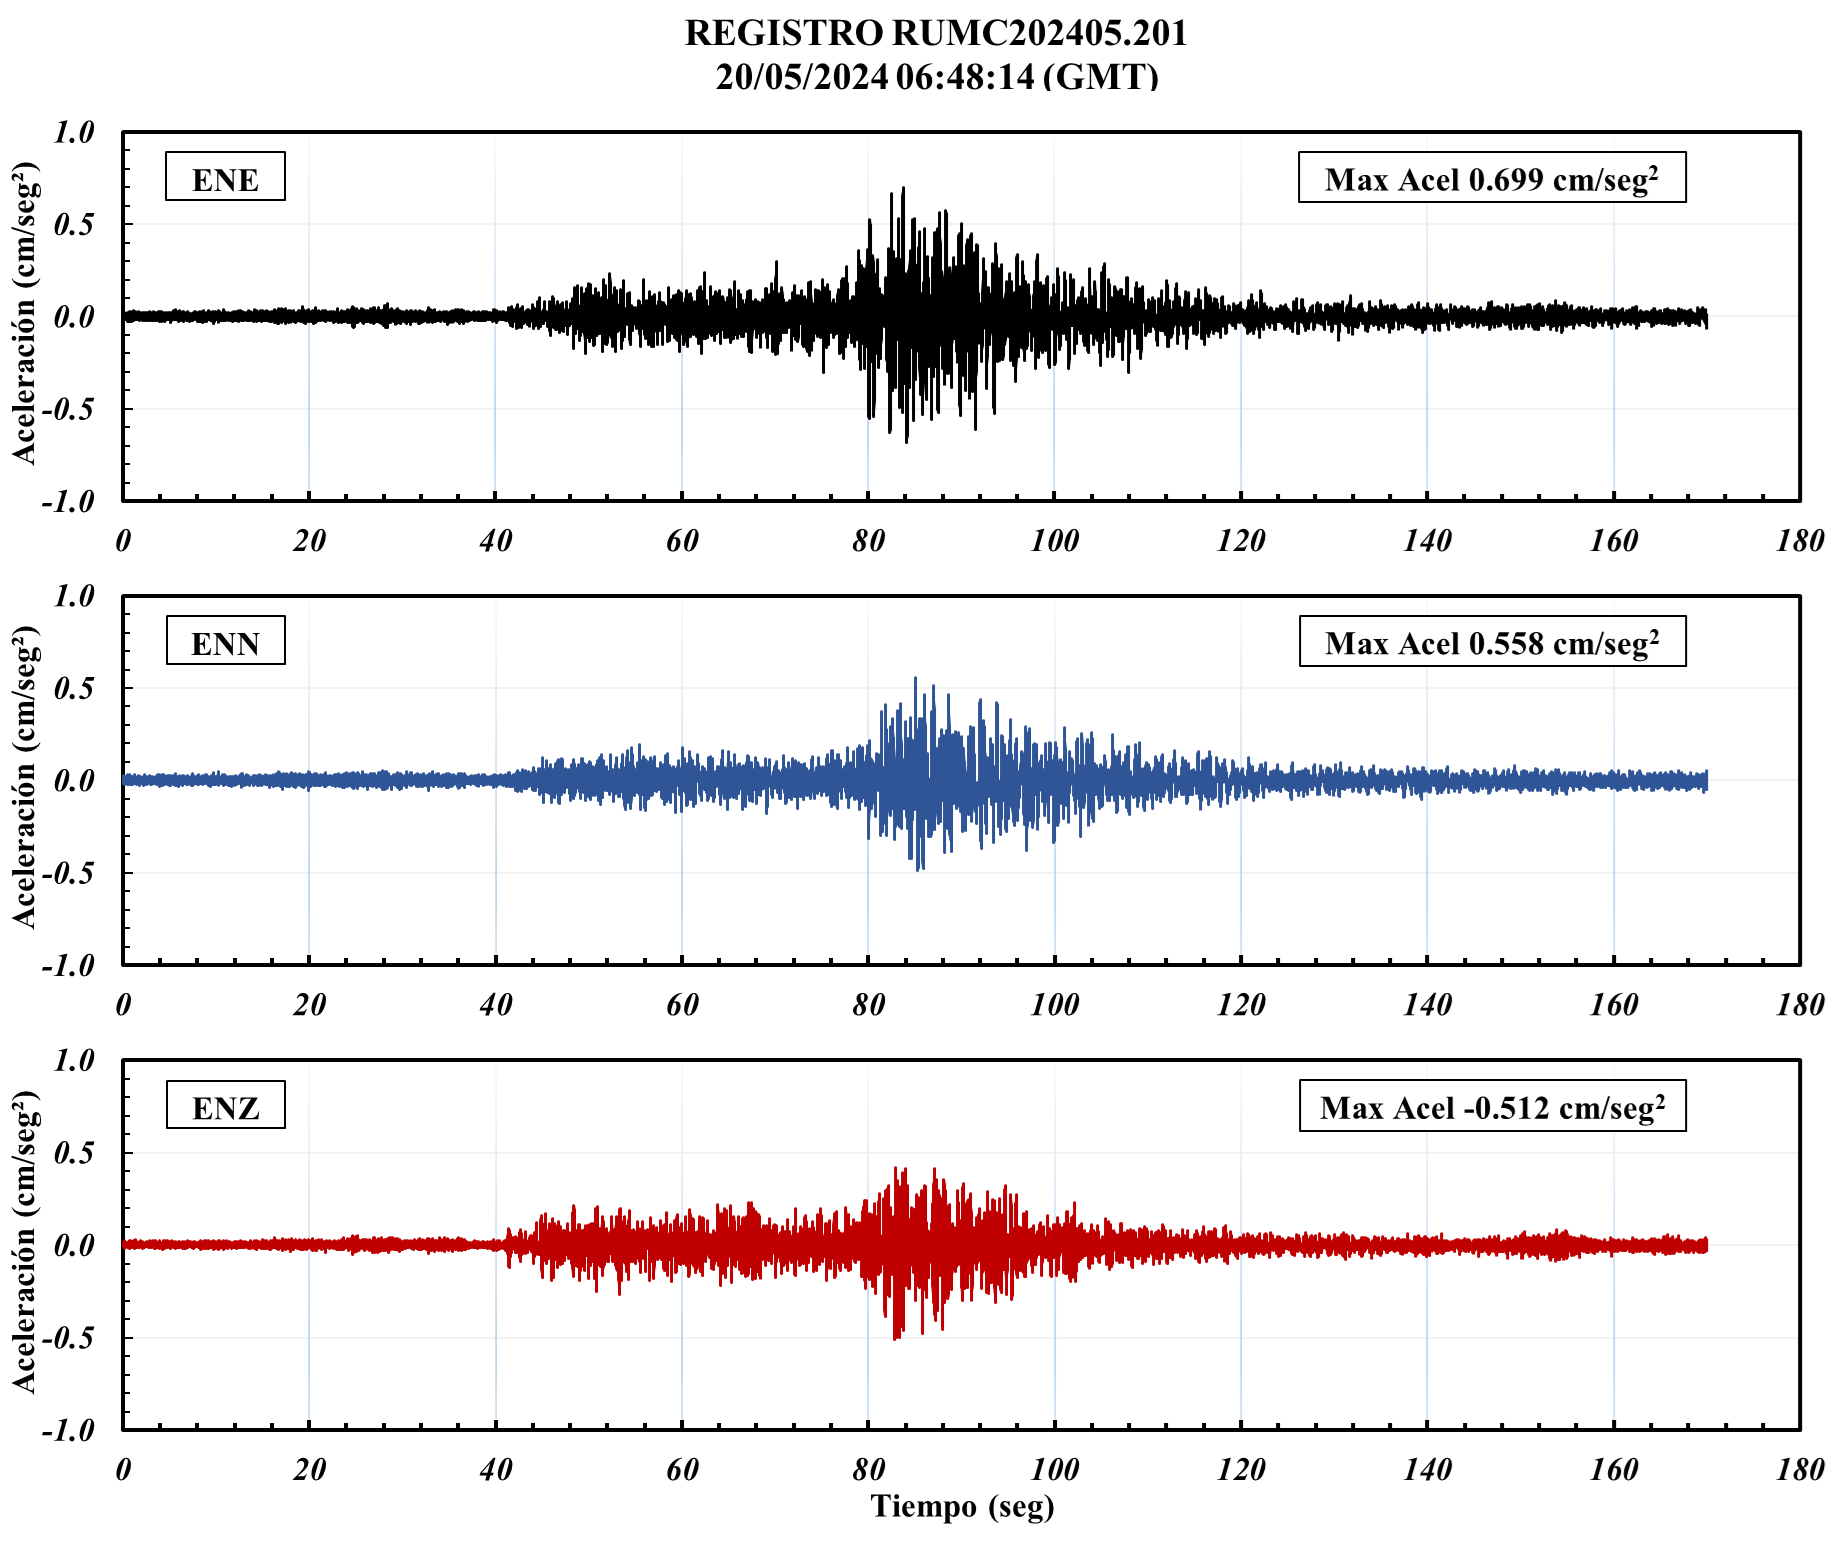 REGISTRO RUMC202405.201
20/05/2024 06:48:14 (GMT)
Aceleración (cm/seg²)
1.0
0.5
0.0
-0.5
-1.0
ENE
Max Acel 0.699 cm/seg²
0 20 40 60 80 100 120 140 160 180
Aceleración (cm/seg²)
1.0
0.5
0.0
-0.5
-1.0
ENN
Max Acel 0.558 cm/seg²
0 20 40 60 80 100 120 140 160 180
Aceleración (cm/seg²)
1.0
0.5
0.0
-0.5
-1.0
ENZ
Max Acel -0.512 cm/seg²
0 20 40 60 80 100 120 140 160 180
Tiempo (seg)